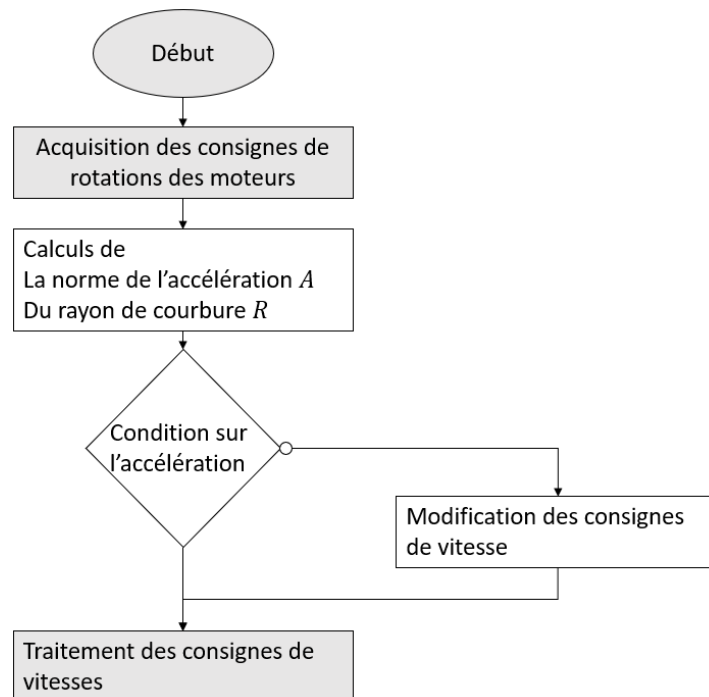 Début
Acquisition des consignes de
rotations des moteurs
Calculs de
La norme de l'accélération A
Du rayon de courbure R
Condition sur
l'accélération
Modification des consignes
de vitesse
Traitement des consignes de
vitesses